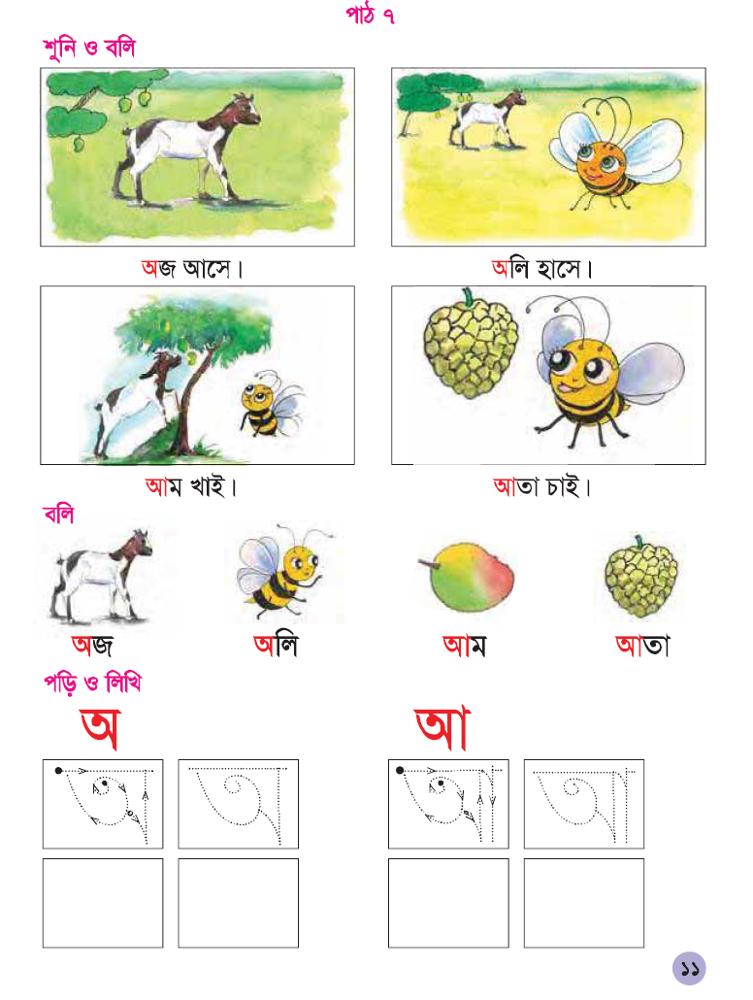 পাঠ ৭
শুনি ও বলি
অজ আসে।
অলি হাসে।
আম খাই।
আতা চাই।
বলি
অজ
অলি
আম
আতা
পড়ি ও লিখি
অ
আ
অ
অ
আ
আ
১১